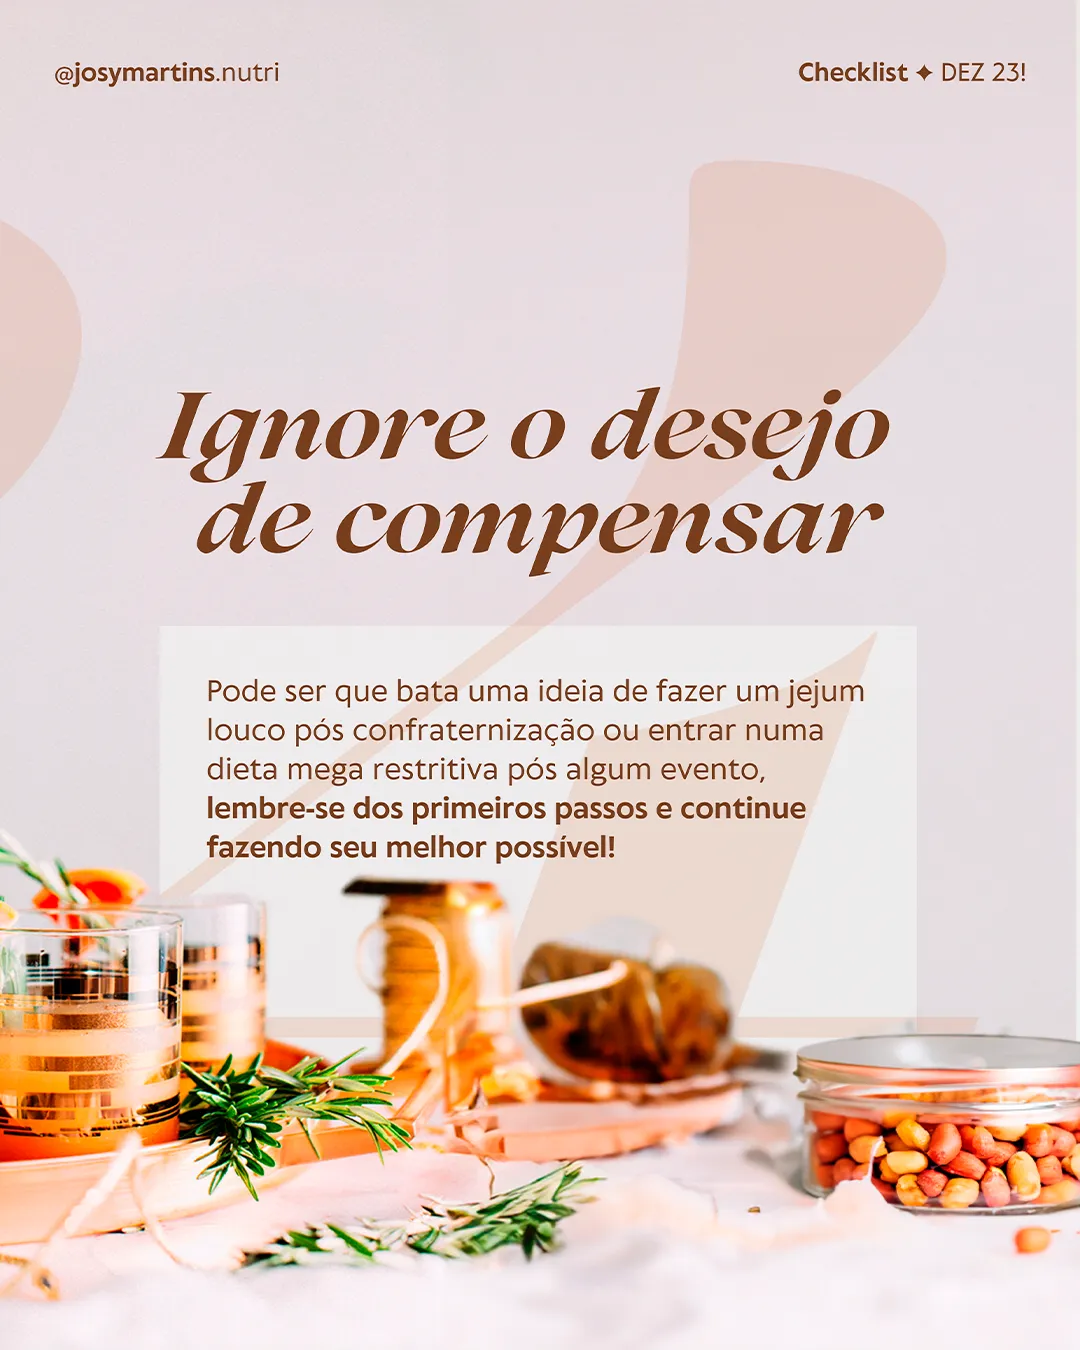 @josymartins.nutri
Checklist ✦ DEZ 23!
Ignore o desejo
de compensar
Pode ser que bata uma ideia de fazer um jejum
louco pós confraternização ou entrar numa
dieta mega restritiva pós algum evento,
lembre-se dos primeiros passos e continue
fazendo seu melhor possível!